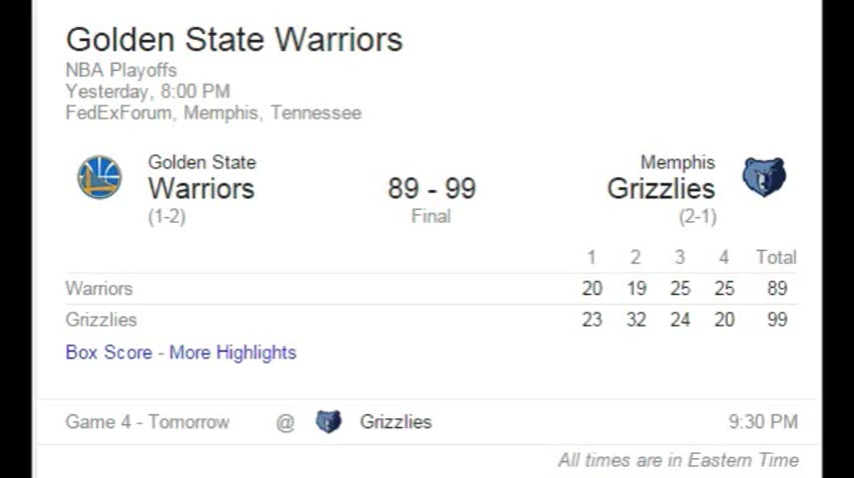 Golden State Warriors
NBA Playoffs
Yesterday, 8:00 PM
FedExForum, Memphis, Tennessee
Golden State Memphis
Warriors 89 - 99 Grizzlies
(1-2) Final (2-1)
1 2 3 4 Total
Warriors 20 19 25 25 89
Grizzlies 23 32 24 20 99
Box Score - More Highlights
Game 4 - Tomorrow @ Grizzlies 9:30 PM
All times are in Eastern Time